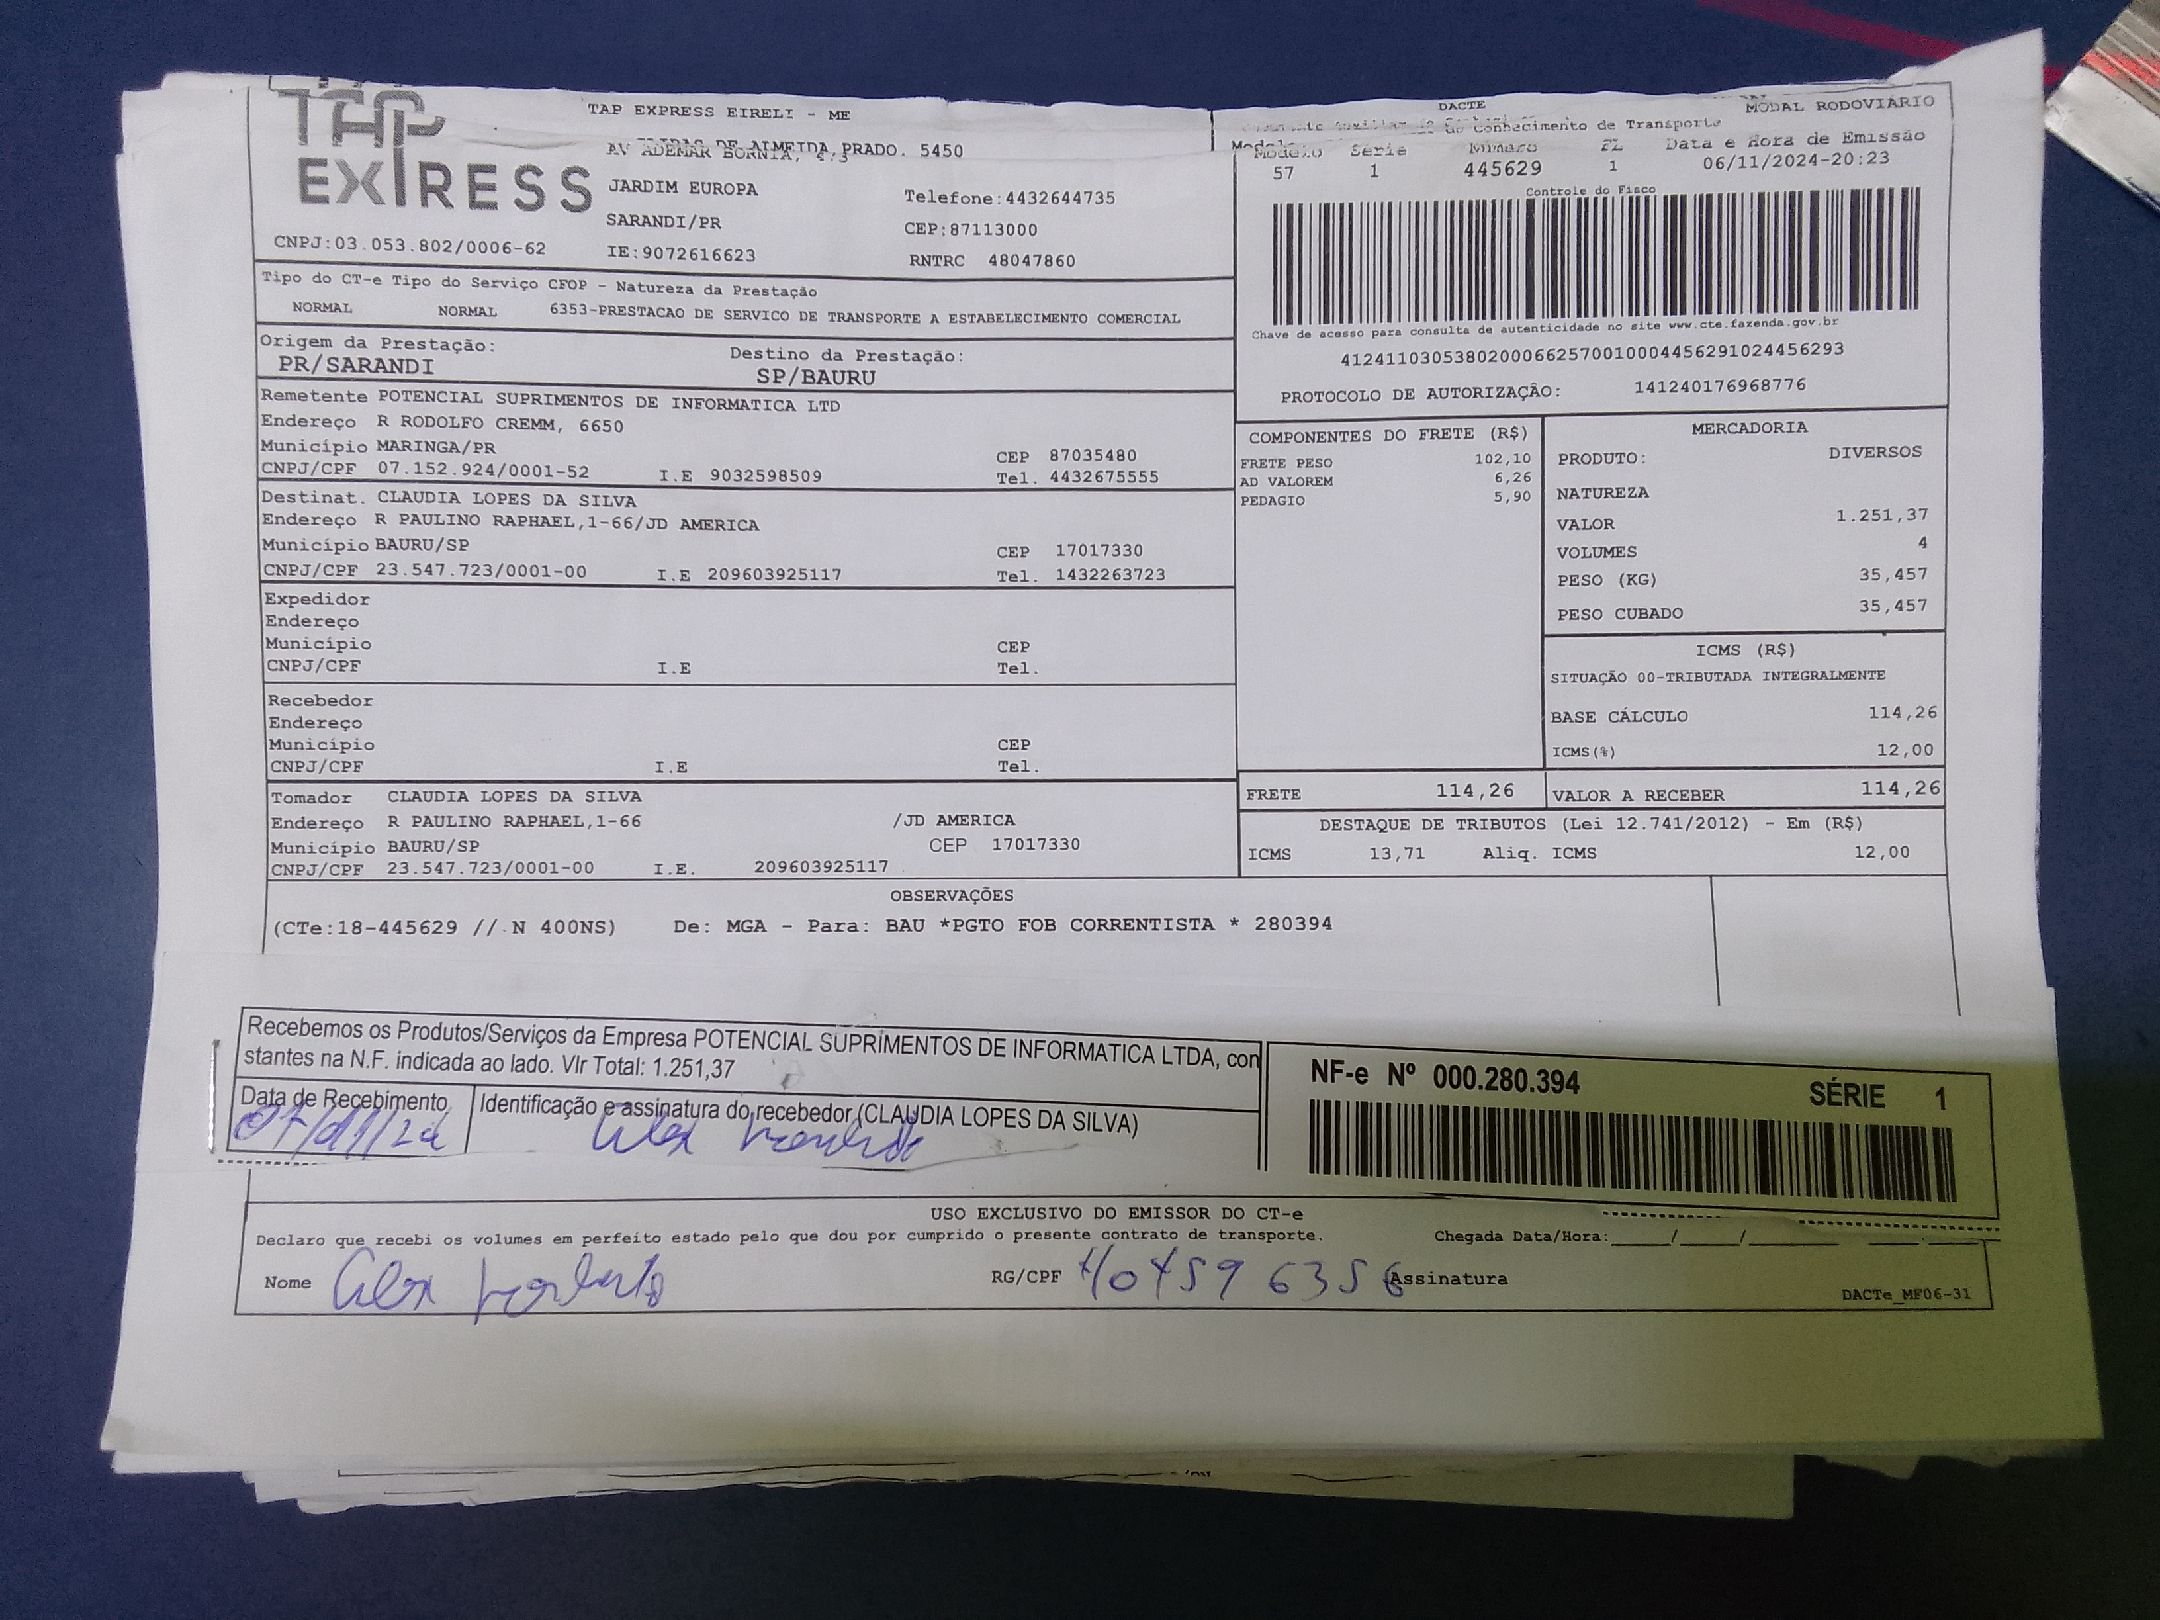 TAP EXPRESS
TAP EXPRESS EIRELI - ME
AV ADEMAR BORNIA,
DE ALMEIDA PRADO. 5450
JARDIM EUROPA
Telefone:4432644735
SARANDI/PR
CEP:87113000
CNPJ:03.053.802/0006-62
IE:9072616623
RNTRC 48047860
DACTE
MODAL RODOVIARIO
Conhecimento de Transporte
Modelo Série Número FL Data e Hora de Emissão
57 1 445629 1 06/11/2024-20:23
Controle do Fisco
Chave de acesso para consulta de autenticidade no site www.cte.fazenda.gov.br
41241103053802000662570010004456291024456293
PROTOCOLO DE AUTORIZAÇÃO: 141240176968776
Tipo do CT-e Tipo do Serviço CFOP - Natureza da Prestação
NORMAL NORMAL 6353-PRESTACAO DE SERVICO DE TRANSPORTE A ESTABELECIMENTO COMERCIAL
Origem da Prestação: Destino da Prestação:
PR/SARANDI SP/BAURU
Remetente POTENCIAL SUPRIMENTOS DE INFORMATICA LTD
Endereço R RODOLFO CREMM, 6650
Município MARINGA/PR CEP 87035480
CNPJ/CPF 07.152.924/0001-52 I.E 9032598509 Tel. 4432675555
Destinat. CLAUDIA LOPES DA SILVA
Endereço R PAULINO RAPHAEL,1-66/JD AMERICA
Município BAURU/SP CEP 17017330
CNPJ/CPF 23.547.723/0001-00 I.E 209603925117 Tel. 1432263723
Expedidor
Endereço
Município CEP
CNPJ/CPF I.E Tel.
Recebedor
Endereço
Município CEP
CNPJ/CPF I.E Tel.
Tomador CLAUDIA LOPES DA SILVA
Endereço R PAULINO RAPHAEL,1-66 /JD AMERICA
Município BAURU/SP CEP 17017330
CNPJ/CPF 23.547.723/0001-00 I.E. 209603925117
COMPONENTES DO FRETE (R$)
FRETE PESO 102,10
AD VALOREM 6,26
PEDAGIO 5,90
MERCADORIA
PRODUTO: DIVERSOS
NATUREZA
VALOR 1.251,37
VOLUMES 4
PESO (KG) 35,457
PESO CUBADO 35,457
ICMS (R$)
SITUAÇÃO 00-TRIBUTADA INTEGRALMENTE
BASE CÁLCULO 114,26
ICMS(%) 12,00
FRETE 114,26 VALOR A RECEBER 114,26
DESTAQUE DE TRIBUTOS (Lei 12.741/2012) - Em (R$)
ICMS 13,71 Aliq. ICMS 12,00
OBSERVAÇÕES
(CTe:18-445629 // N 400NS) De: MGA - Para: BAU *PGTO FOB CORRENTISTA * 280394
Recebemos os Produtos/Serviços da Empresa POTENCIAL SUPRIMENTOS DE INFORMATICA LTDA, con
stantes na N.F. indicada ao lado. Vlr Total: 1.251,37
Data de Recebimento Identificação e assinatura do recebedor (CLAUDIA LOPES DA SILVA)
07/11/24 Alex
NF-e Nº 000.280.394 SÉRIE 1
USO EXCLUSIVO DO EMISSOR DO CT-e
Declaro que recebi os volumes em perfeito estado pelo que dou por cumprido o presente contrato de transporte. Chegada Data/Hora:
Nome Alex RG/CPF Assinatura
DACTe_MF06-31